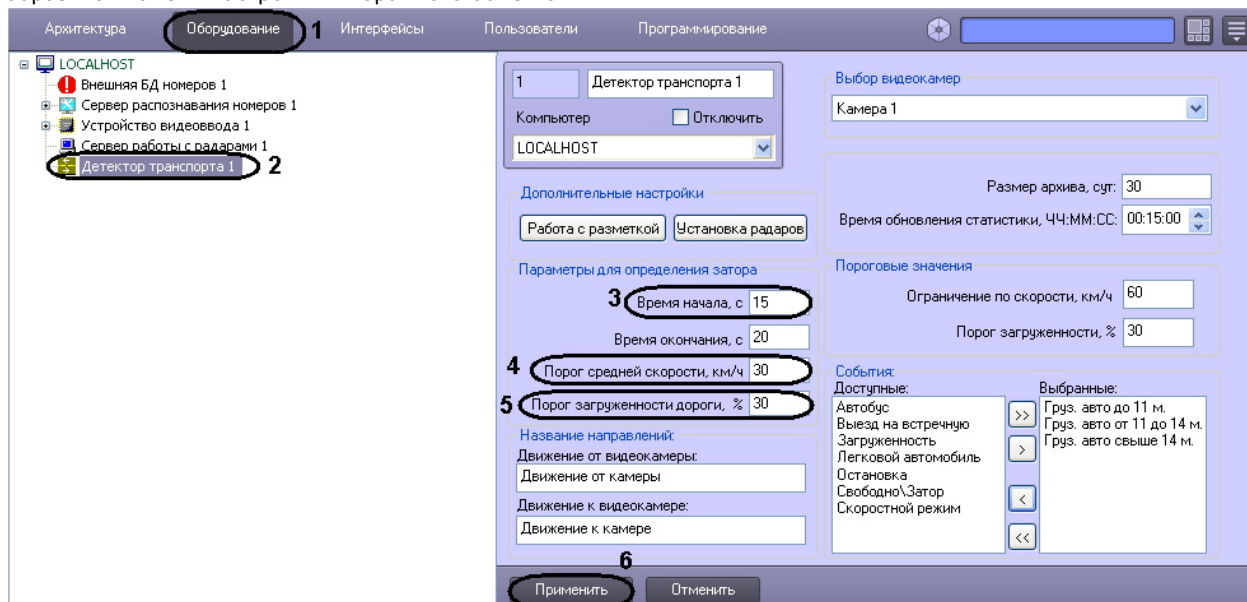 Архитектура Оборудование 1 Интерфейсы Пользователи Программирование
LOCALHOST
Внешняя БД номеров 1
Сервер распознавания номеров 1
Устройство видеоввода 1
Сервер работы с радарами 1
Детектор транспорта 1 2
1 Детектор транспорта 1
Компьютер Отключить
LOCALHOST
Дополнительные настройки
Работа с разметкой Установка радаров
Параметры для определения затора
3 Время начала, с 15
Время окончания, с 20
4 Порог средней скорости, км/ч 30
5 Порог загруженности дороги, % 30
Название направлений:
Движение от видеокамеры:
Движение от камеры
Движение к видеокамере:
Движение к камере
Выбор видеокамер
Камера 1
Размер архива, сут: 30
Время обновления статистики, ЧЧ:ММ:СС: 00:15:00
Пороговые значения
Ограничение по скорости, км/ч 60
Порог загруженности, % 30
События:
Доступные:
Автобус
Выезд на встречную
Загруженность
Легковой автомобиль
Остановка
Свободно\Затор
Скоростной режим
>>
>
<
<<
Выбранные:
Груз. авто до 11 м.
Груз. авто от 11 до 14 м.
Груз. авто свыше 14 м.
6
Применить Отменить